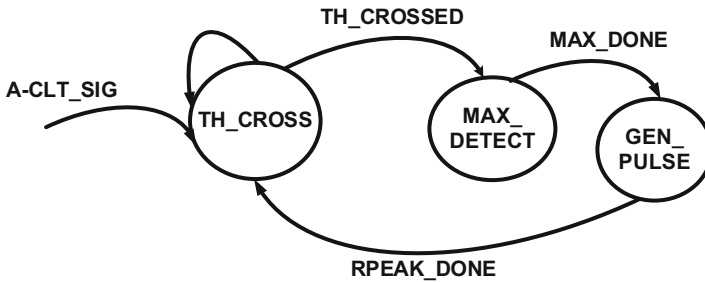 TH_CROSSED
MAX_DONE
A-CLT_SIG
TH_CROSS
MAX_
DETECT
GEN_
PULSE
RPEAK_DONE